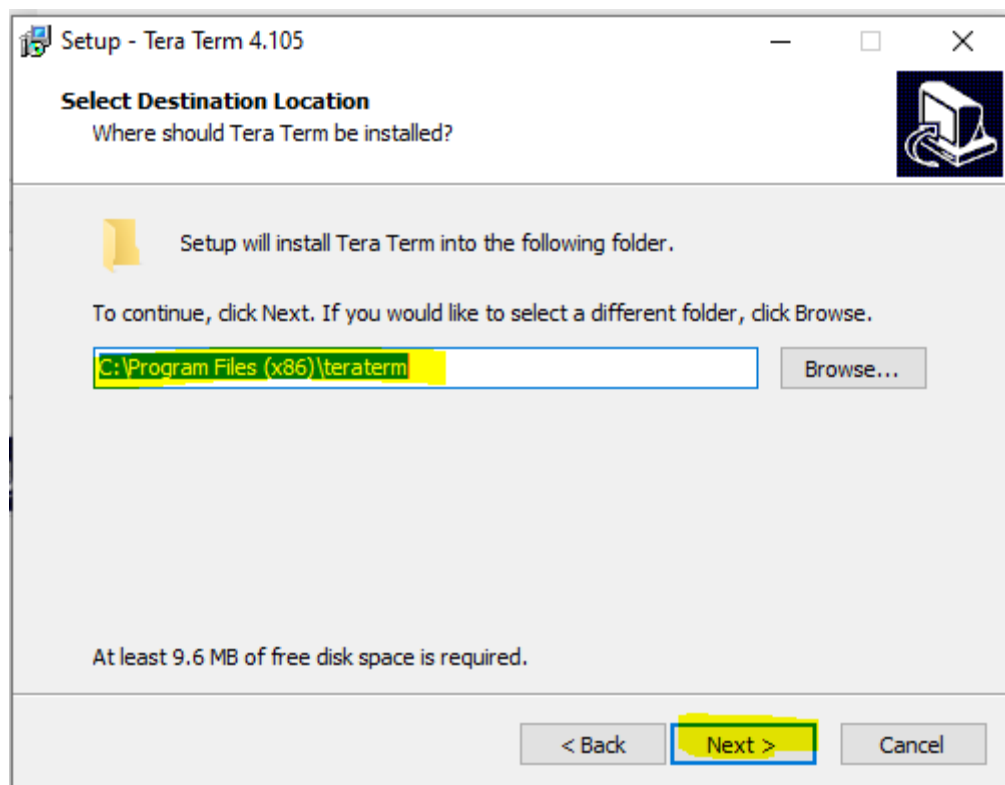 Setup - Tera Term 4.105
Select Destination Location
Where should Tera Term be installed?
Setup will install Tera Term into the following folder.
To continue, click Next. If you would like to select a different folder, click Browse.
C:\Program Files (x86)\teraterm
Browse...
At least 9.6 MB of free disk space is required.
< Back
Next >
Cancel